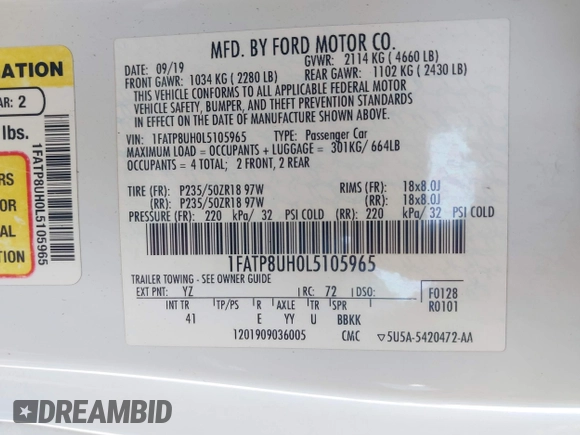 MFD. BY FORD MOTOR CO.
DATE: 09/19 GVWR: 2114 KG (4660 LB)
FRONT GAWR: 1034 KG (2280 LB) REAR GAWR: 1102 KG (2430 LB)
THIS VEHICLE CONFORMS TO ALL APPLICABLE FEDERAL MOTOR
VEHICLE SAFETY, BUMPER, AND THEFT PREVENTION STANDARDS
IN EFFECT ON THE DATE OF MANUFACTURE SHOWN ABOVE.
VIN: 1FATP8UH0L5105965 TYPE: Passenger Car
MAXIMUM LOAD = OCCUPANTS + LUGGAGE = 301KG/ 664LB
OCCUPANTS = 4 TOTAL; 2 FRONT, 2 REAR
TIRE (FR): P235/50ZR18 97W RIMS (FR): 18x8.0J
(RR): P235/50ZR18 97W (RR): 18x8.0J
PRESSURE (FR): 220 kPa/ 32 PSI COLD (RR): 220 kPa/ 32 PSI COLD
1FATP8UH0L5105965
TRAILER TOWING - SEE OWNER GUIDE
EXT PNT: YZ RC: 72 DSO: F0128
R0101
INT TR TP/PS R AXLE TR SPR
41 E YY U BBKK
1201909036005 CMC ▽5U5A-5420472-AA
ATION
AR: 2
lbs.
RS
OR
AL
TION
1FATP8UH0L5105965
DREAMBID